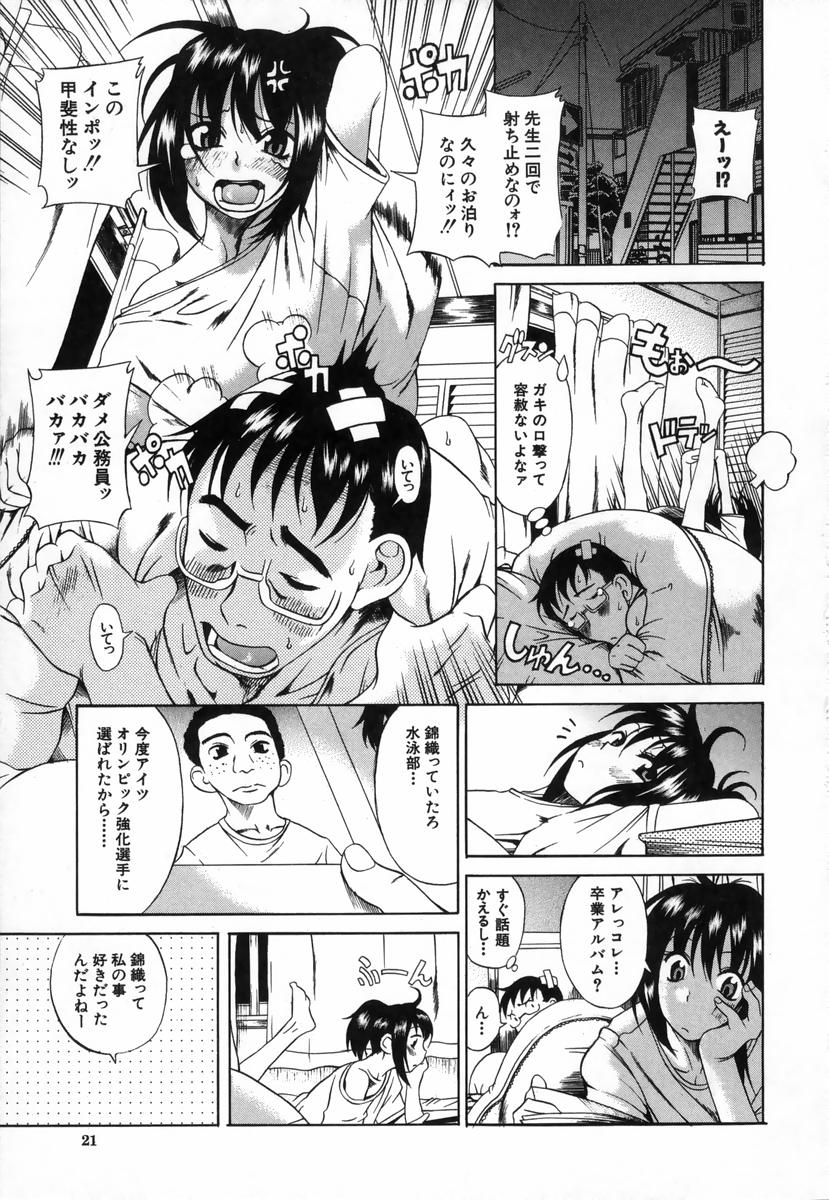 えーッ!?
先生二回で
射ち止めなのォ!?
久々のお泊り
なのにィッ!!
ポカ
この
インポッ!!
甲斐性なしッ
ポカ
ポカ
ダメ公務員ッ
バカバカ
バカァ!!!
いてっ
いてっ
もぉ〜〜
グスン
ドテッ
ガキの口撃って
容赦ないよなァ
しゅん…
アレっコレ…
卒業アルバム?
すぐ話題
かえるし…
ん…
錦織っていたろ
水泳部…
今度アイツ
オリンピック強化選手に
選ばれたから……
ふーん
錦織って
私の事
好きだった
んだよねー
21